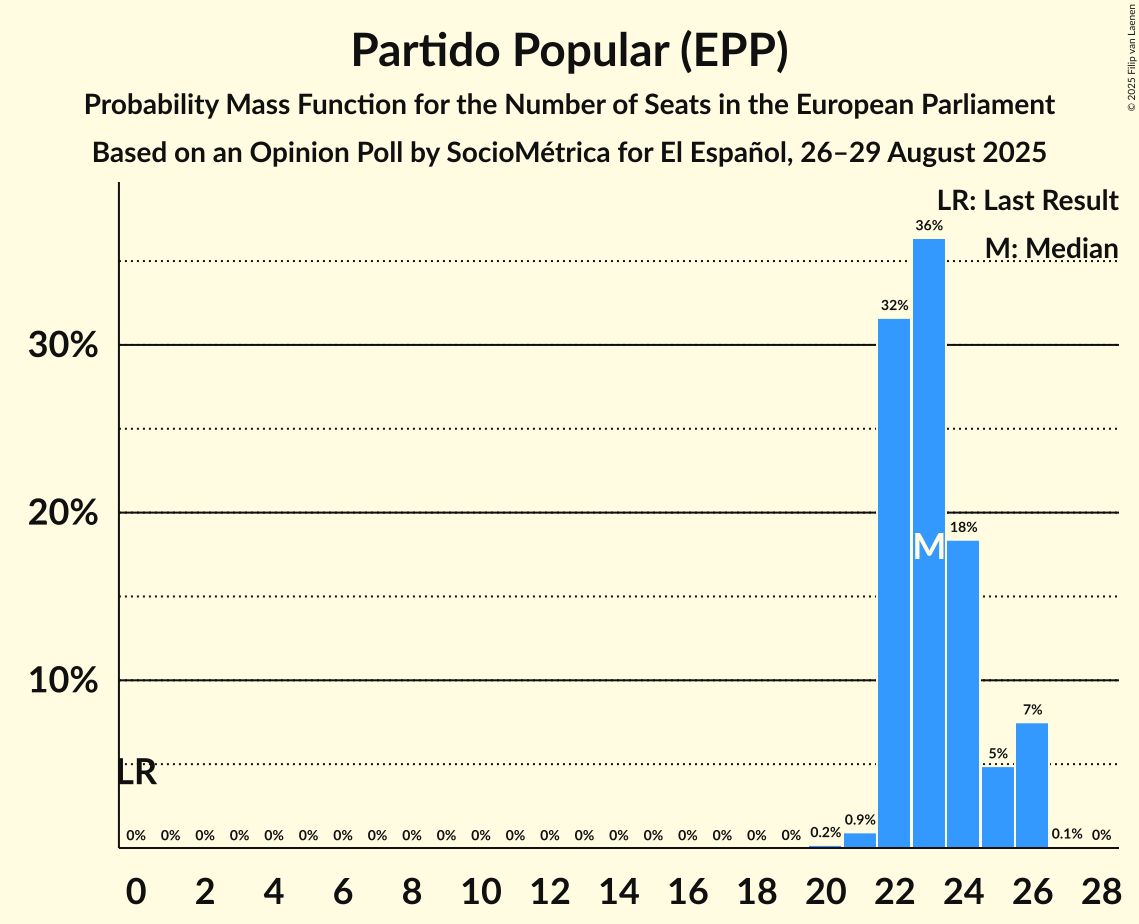 Partido Popular (EPP)
Probability Mass Function for the Number of Seats in the European Parliament
Based on an Opinion Poll by SocioMétrica for El Español, 26–29 August 2025
© 2025 Filip van Laenen
LR: Last Result
M: Median
30%
20%
10%
LR
M
0% 0% 0% 0% 0% 0% 0% 0% 0% 0% 0% 0% 0% 0% 0% 0% 0% 0% 0% 0% 0.2% 0.9% 32% 36% 18% 5% 7% 0.1% 0%
0 2 4 6 8 10 12 14 16 18 20 22 24 26 28